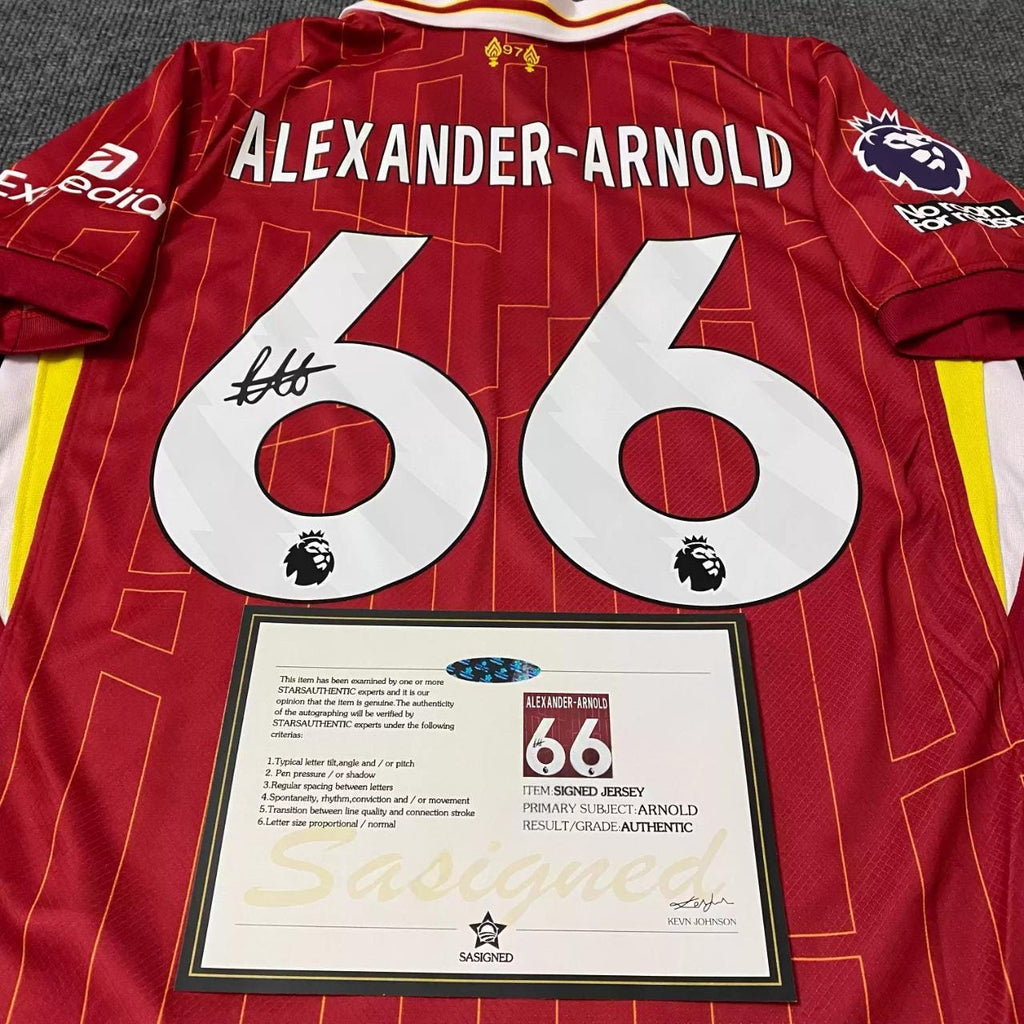 97
ALEXANDER-ARNOLD
Expedia
No room
For racism
66
This item has been examined by one or more
STARSAUTHENTIC experts and it is our
opinion that the item is genuine.The authenticity
of the autographing will be verified by
STARSAUTHENTIC experts under the following
criterias:
1.Typical letter tilt,angle and / or pitch
2. Pen pressure / or shadow
3.Regular spacing between letters
4.Spontaneity, rhythm,conviction and / or movement
5.Transition between line quality and connection stroke
6.Letter size proportional / normal
ALEXANDER-ARNOLD
66
ITEM:SIGNED JERSEY
PRIMARY SUBJECT:ARNOLD
RESULT/GRADE:AUTHENTIC
Sasigned
KEVN JOHNSON
SASIGNED